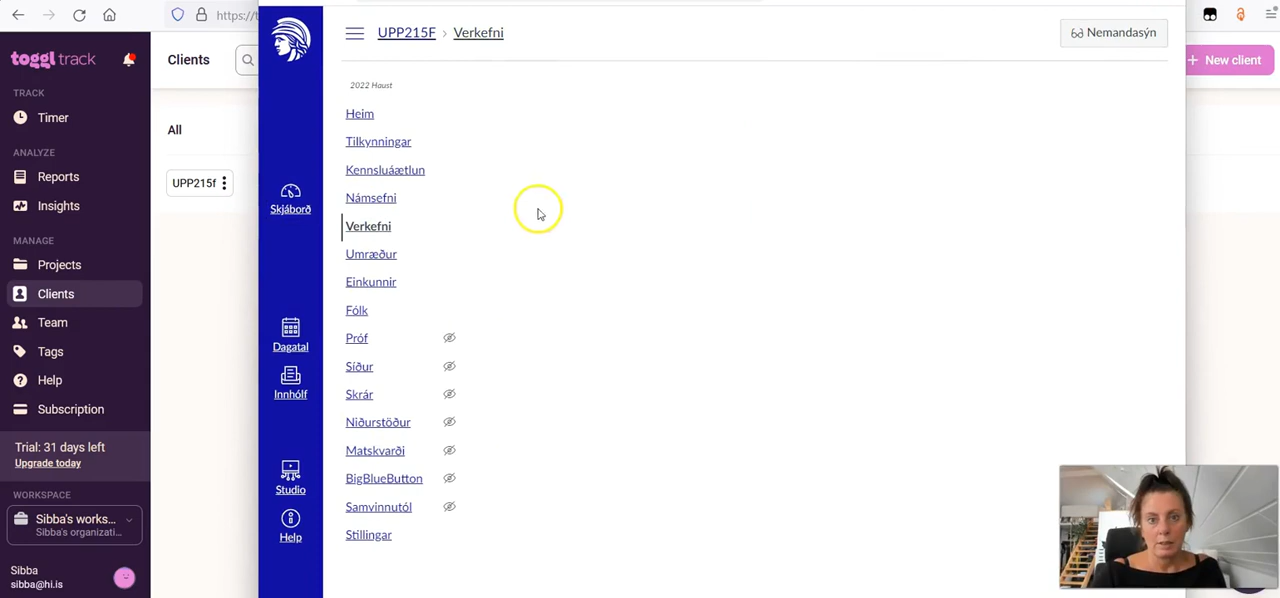 https://t
toggl track
TRACK
Timer
ANALYZE
Reports
Insights
MANAGE
Projects
Clients
Team
Tags
Help
Subscription
Trial: 31 days left
Upgrade today
WORKSPACE
Sibba's works...
Sibba's organizati...
Sibba
sibba@hi.is
Clients
All
UPP215f
Skjáborð
Dagatal
Innhólf
Studio
Help
UPP215F › Verkefni
2022 Haust
Heim
Tilkynningar
Kennsluáætlun
Námsefni
Verkefni
Umræður
Einkunnir
Fólk
Próf
Síður
Skrár
Niðurstöður
Matskvarði
BigBlueButton
Samvinnutól
Stillingar
Nemandasýn
+ New client